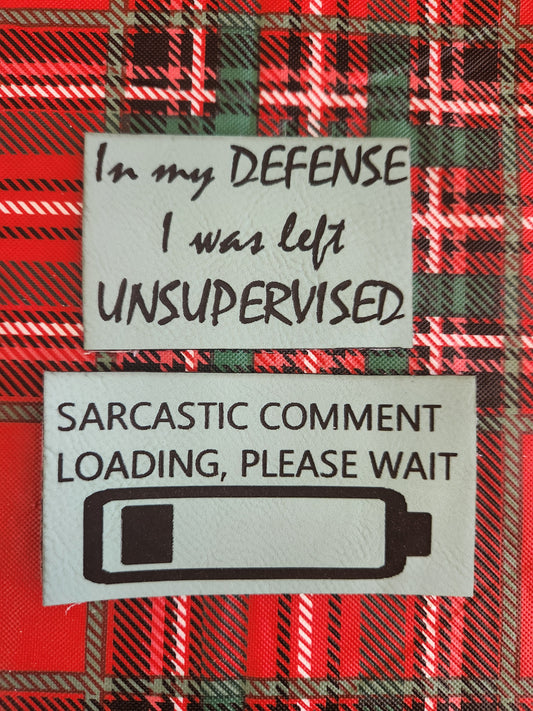 In my DEFENSE
I was left
UNSUPERVISED
SARCASTIC COMMENT
LOADING, PLEASE WAIT